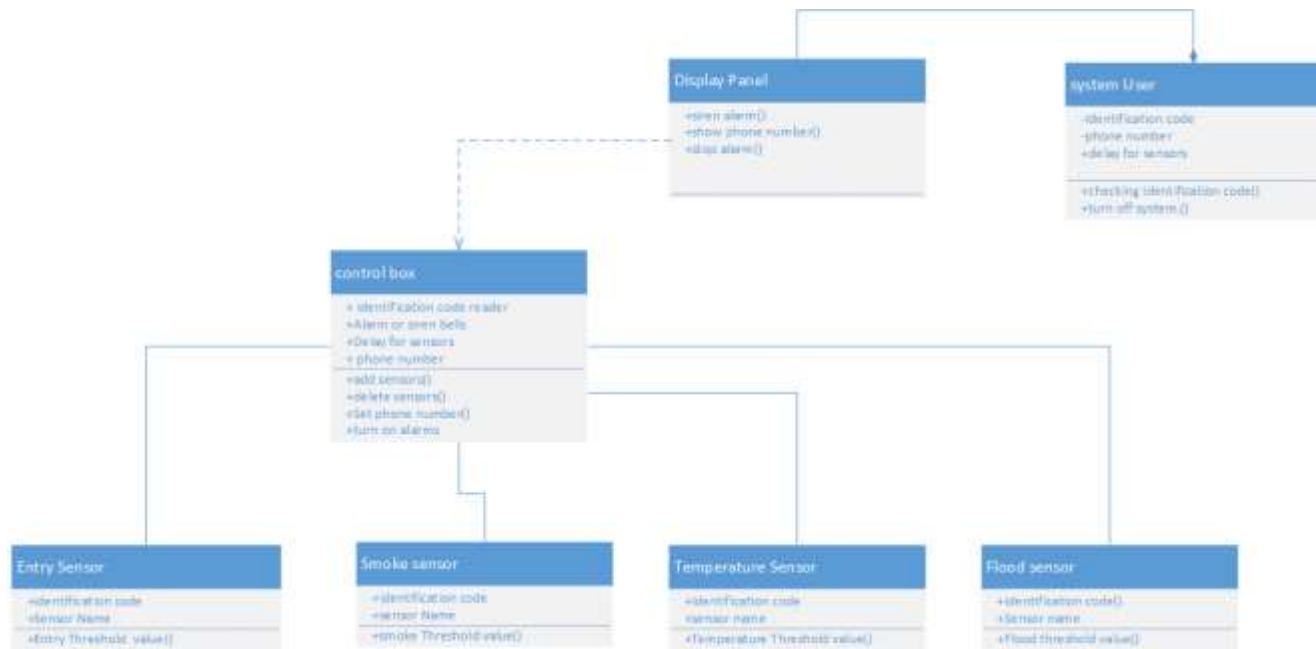 Display Panel
+siren alarm()
+show phone number()
+stop alarm()
system User
-identification code
-phone number
+delay for sensors
+checking identification code()
+turn off system.()
control box
+ identification code reader
+Alarm or siren bells
+Delay for sensors
+ phone number
+add sensors()
+delete sensors()
+Set phone number()
+turn on alarms
Entry Sensor
+identification code
+Sensor Name
+Entry Threshold value()
Smoke sensor
+identification code
+sensor Name
+smoke Threshold value()
Temperature Sensor
+identification code
+sensor name
+Temperature Threshold value()
Flood sensor
+identification code()
+Sensor name
+Flood threshold value()